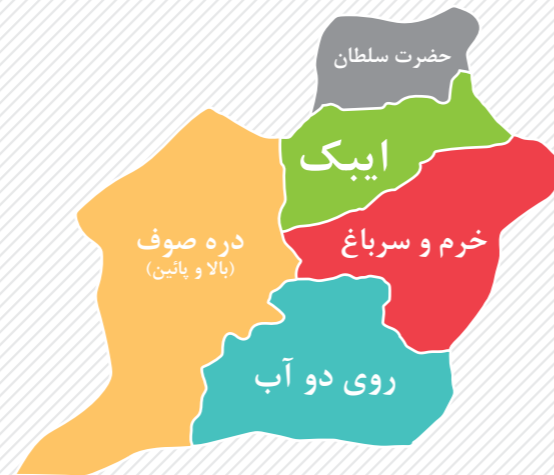 حضرت سلطان
ایبک
خرم و سرباغ
دره صوف
(بالا و پائین)
روی دو آب